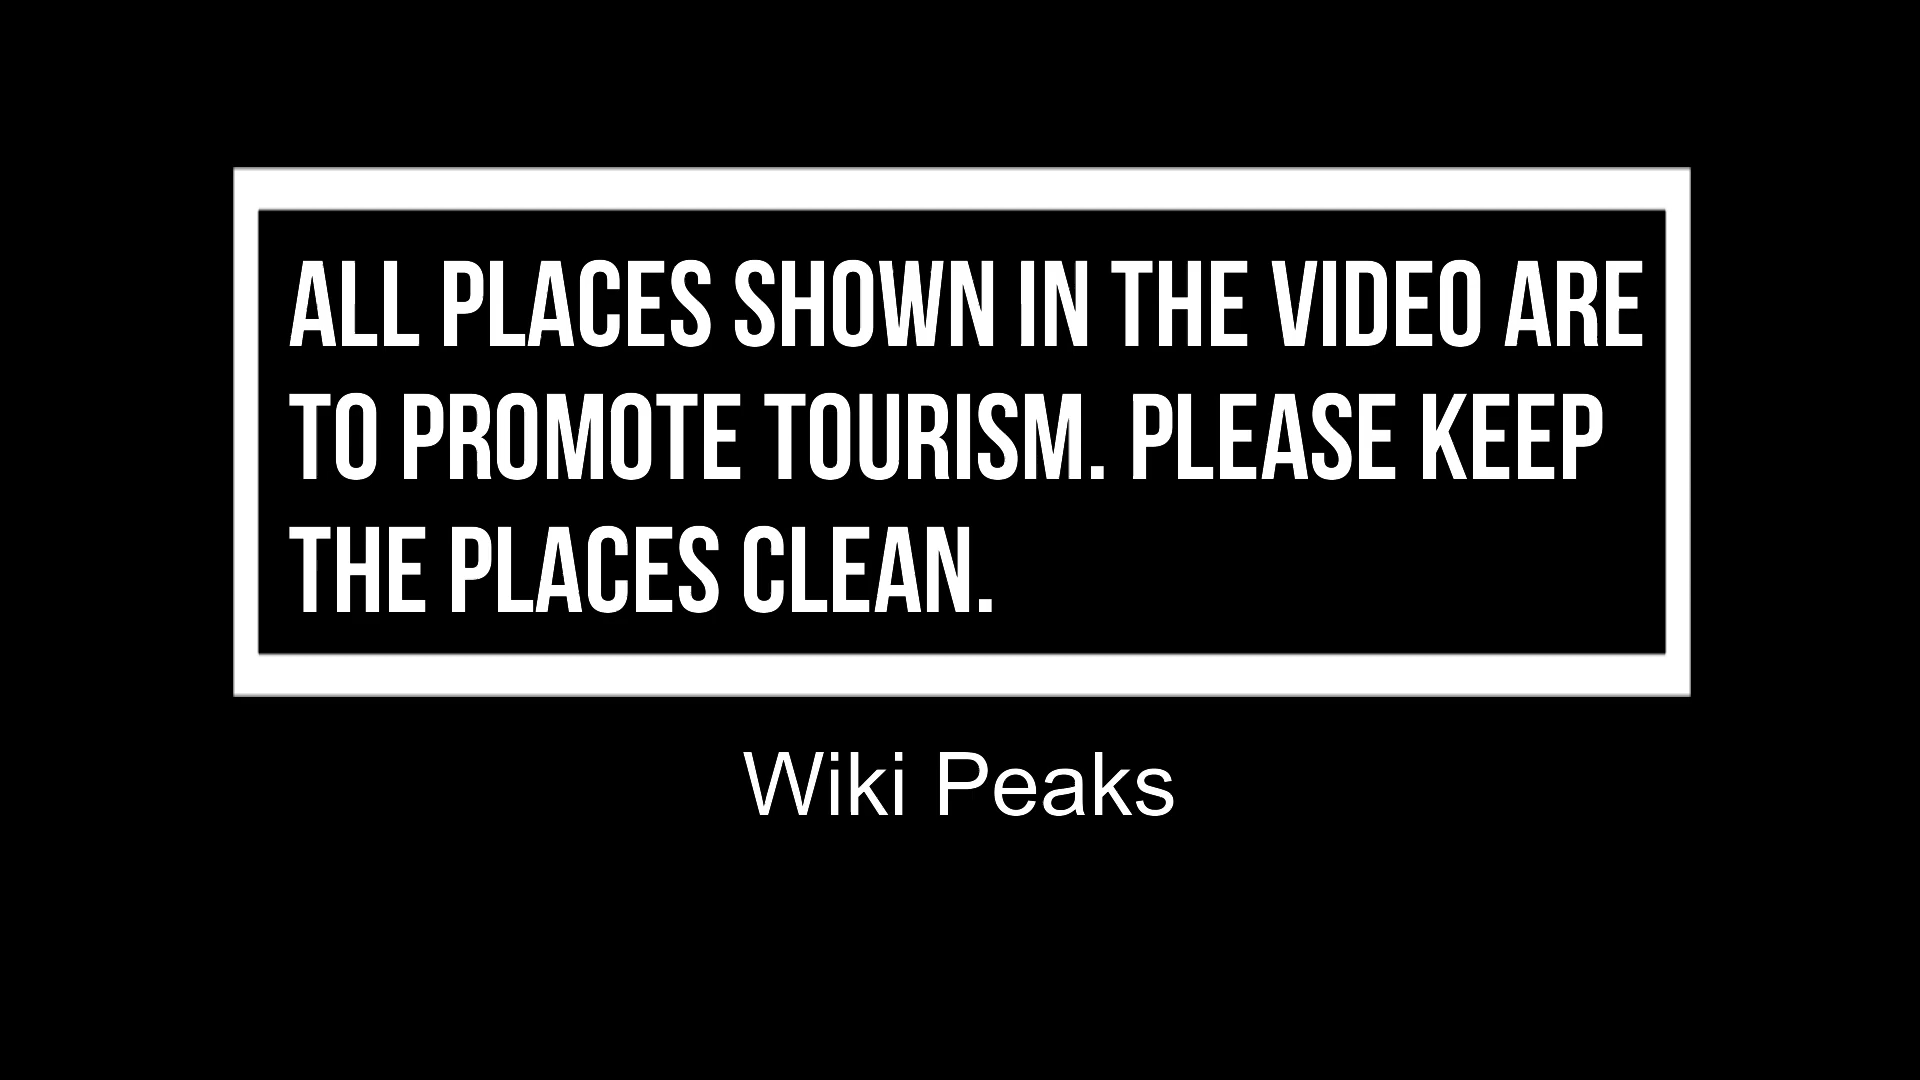 ALL PLACES SHOWN IN THE VIDEO ARE
TO PROMOTE TOURISM. PLEASE KEEP
THE PLACES CLEAN.
Wiki Peaks